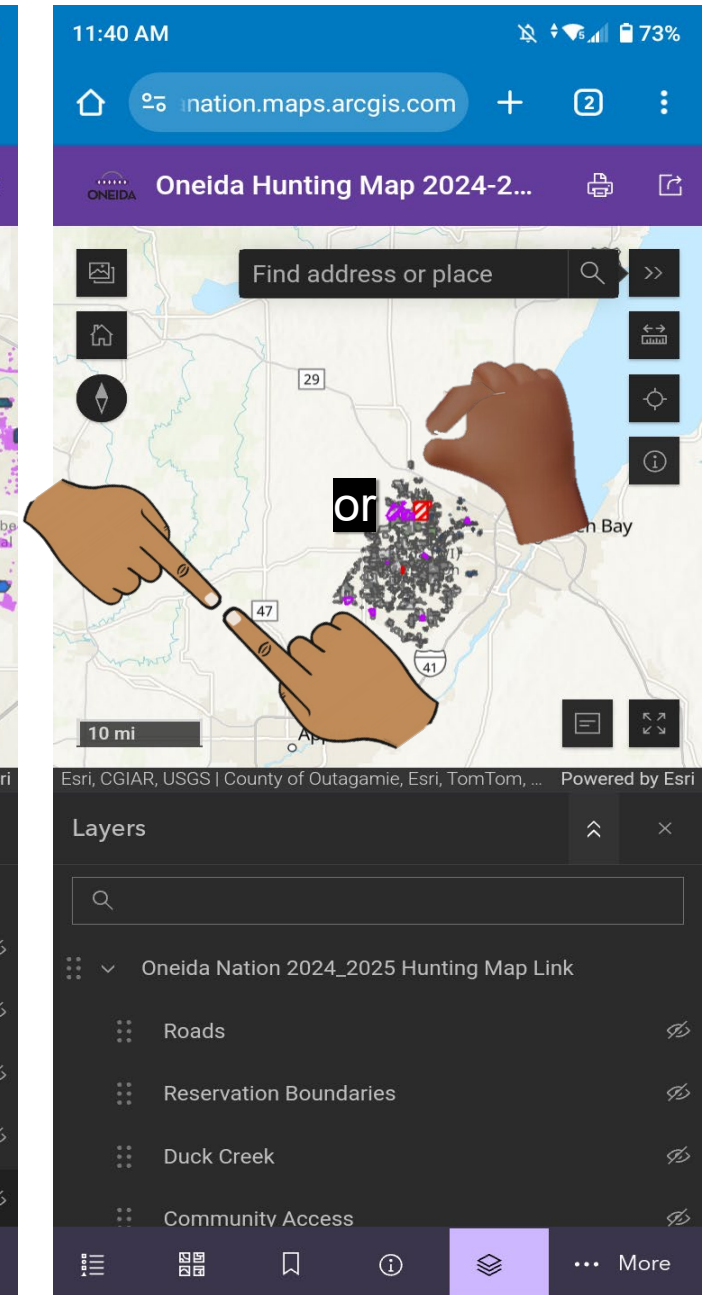 11:40 AM
5
73%
nation.maps.arcgis.com
2
ONEIDA
Oneida Hunting Map 2024-2...
Find address or place
29
or
Bay
47
41
10 mi
Esri, CGIAR, USGS | County of Outagamie, Esri, TomTom, ...
Powered by Esri
Layers
Oneida Nation 2024_2025 Hunting Map Link
Roads
Reservation Boundaries
Duck Creek
Community Access
More